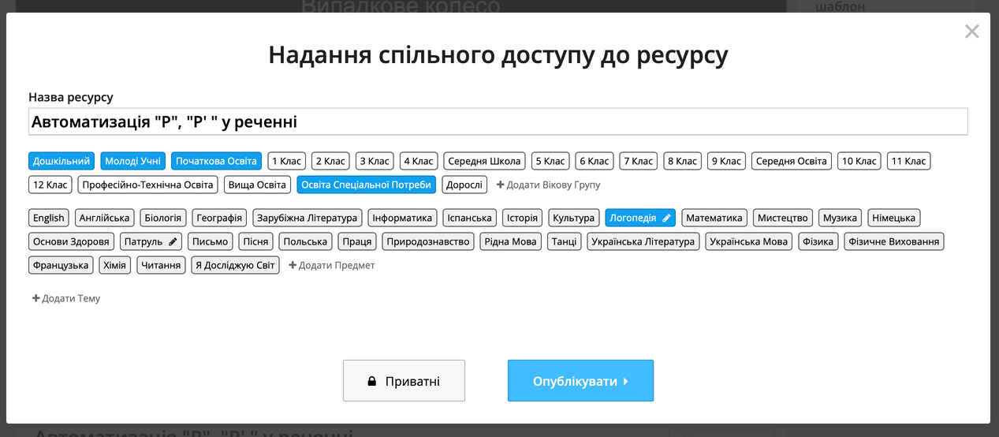 Випадкове колесо
шаблон
Надання спільного доступу до ресурсу
Назва ресурсу
Автоматизація "Р", "Р' " у реченні
Дошкільний Молоді Учні Початкова Освіта 1 Клас 2 Клас 3 Клас 4 Клас Середня Школа 5 Клас 6 Клас 7 Клас 8 Клас 9 Клас Середня Освіта 10 Клас 11 Клас
12 Клас Професійно-Технічна Освіта Вища Освіта Освіта Спеціальної Потреби Дорослі + Додати Вікову Групу
English Англійська Біологія Географія Зарубіжна Література Інформатика Іспанська Історія Культура Логопедія Математика Мистецтво Музика Німецька
Основи Здоровя Патруль Письмо Пісня Польська Праця Природознавство Рідна Мова Танці Українська Література Українська Мова Фізика Фізичне Виховання
Французька Хімія Читання Я Досліджую Світ + Додати Предмет
+ Додати Тему
Приватні Опублікувати
Автоматизація "Р", "Р' " у реченні